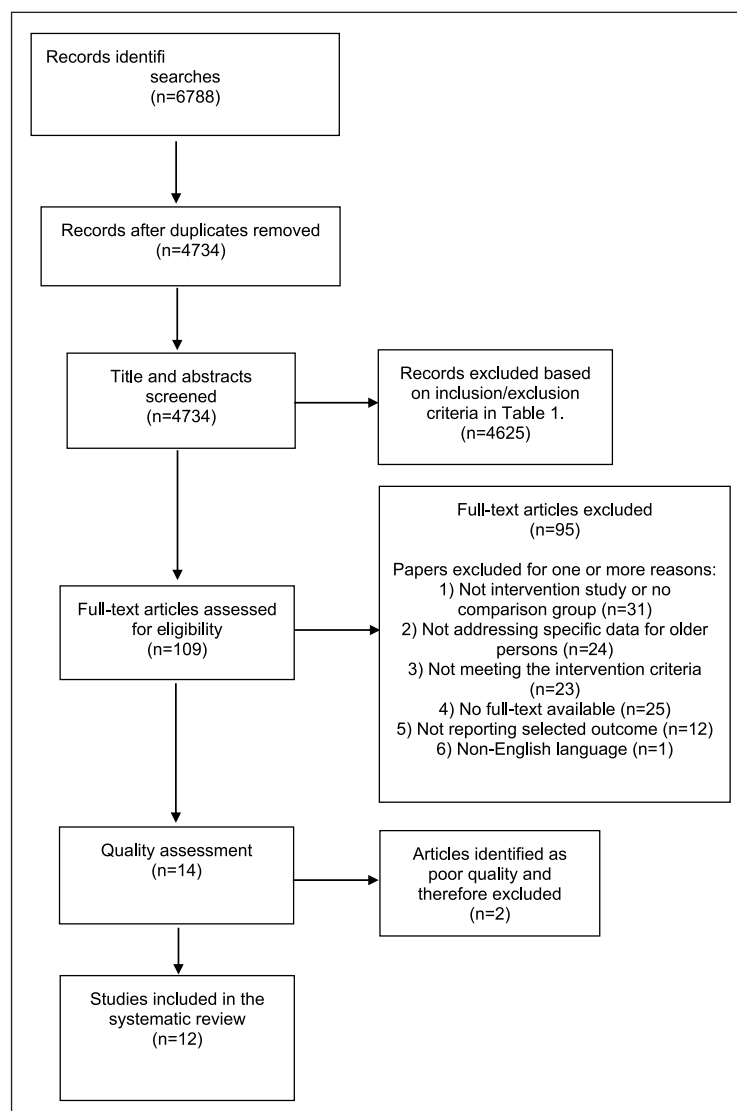 Records identifi
searches
(n=6788)
Records after duplicates removed
(n=4734)
Title and abstracts
screened
(n=4734)
Records excluded based
on inclusion/exclusion
criteria in Table 1.
(n=4625)
Full-text articles excluded
(n=95)
Papers excluded for one or more reasons:
1) Not intervention study or no
comparison group (n=31)
2) Not addressing specific data for older
persons (n=24)
3) Not meeting the intervention criteria
(n=23)
4) No full-text available (n=25)
5) Not reporting selected outcome (n=12)
6) Non-English language (n=1)
Full-text articles assessed
for eligibility
(n=109)
Quality assessment
(n=14)
Articles identified as
poor quality and
therefore excluded
(n=2)
Studies included in the
systematic review
(n=12)